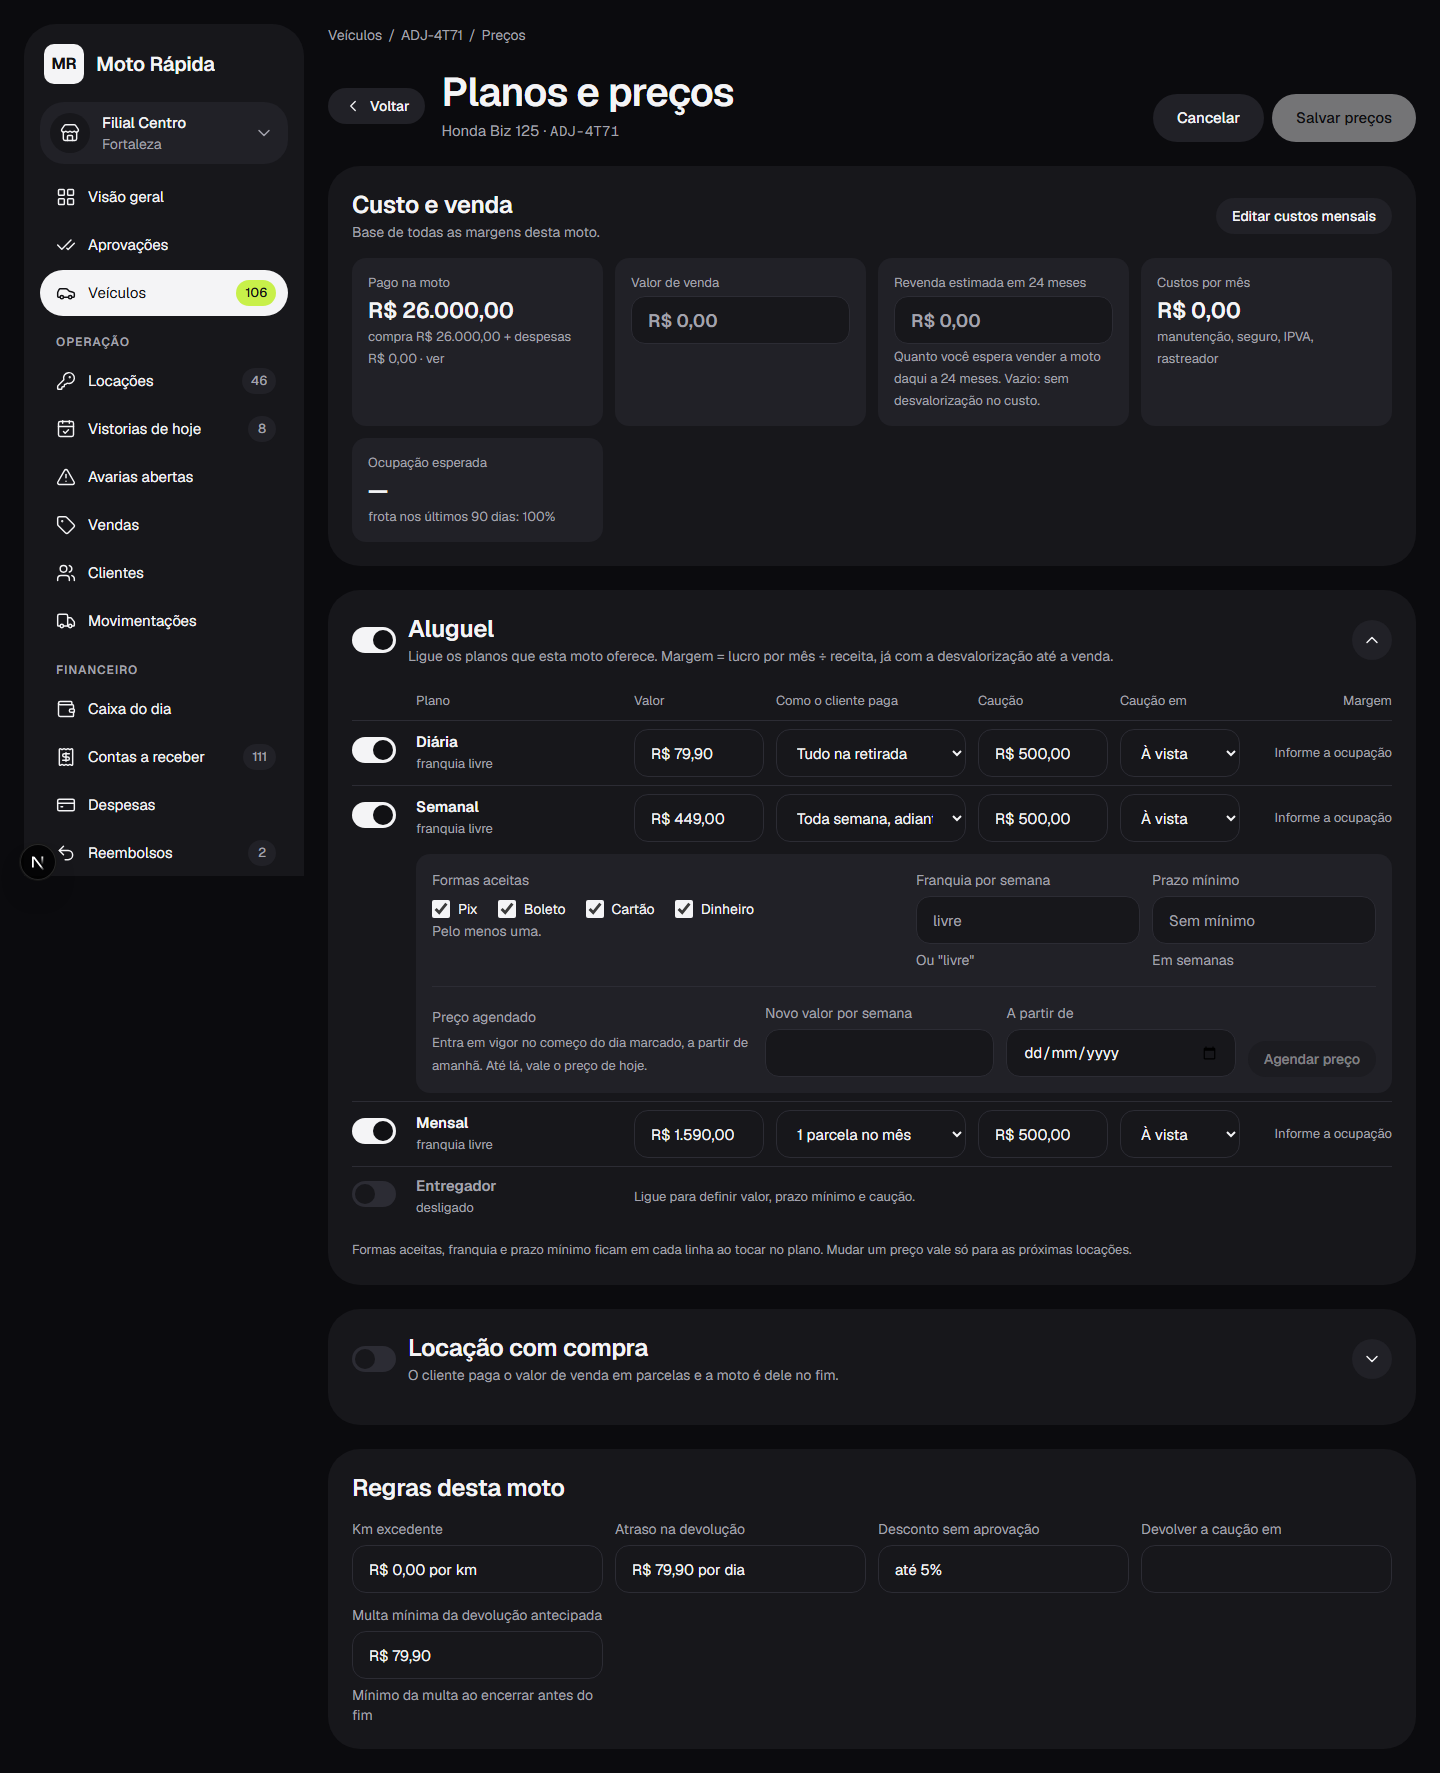 Veículos / ADJ-4T71 / Preços
MR Moto Rápida
Filial Centro
Fortaleza
Visão geral
Aprovações
Veículos 106
OPERAÇÃO
Locações 46
Vistorias de hoje 8
Avarias abertas
Vendas
Clientes
Movimentações
FINANCEIRO
Caixa do dia
Contas a receber 111
Despesas
N Reembolsos 2
Voltar
Planos e preços
Honda Biz 125 · ADJ-4T71
Cancelar
Salvar preços
Custo e venda
Base de todas as margens desta moto.
Editar custos mensais
Pago na moto
R$ 26.000,00
compra R$ 26.000,00 + despesas
R$ 0,00 · ver
Valor de venda
R$ 0,00
Revenda estimada em 24 meses
R$ 0,00
Quanto você espera vender a moto
daqui a 24 meses. Vazio: sem
desvalorização no custo.
Custos por mês
R$ 0,00
manutenção, seguro, IPVA,
rastreador
Ocupação esperada
—
frota nos últimos 90 dias: 100%
Aluguel
Ligue os planos que esta moto oferece. Margem = lucro por mês ÷ receita, já com a desvalorização até a venda.
Plano Valor Como o cliente paga Caução Caução em Margem
Diária
franquia livre
R$ 79,90 Tudo na retirada R$ 500,00 À vista Informe a ocupação
Semanal
franquia livre
R$ 449,00 Toda semana, adian R$ 500,00 À vista Informe a ocupação
Formas aceitas
Pix Boleto Cartão Dinheiro
Pelo menos uma.
Franquia por semana
livre
Ou "livre"
Prazo mínimo
Sem mínimo
Em semanas
Preço agendado
Entra em vigor no começo do dia marcado, a partir de
amanhã. Até lá, vale o preço de hoje.
Novo valor por semana
A partir de
dd/mm/yyyy
Agendar preço
Mensal
franquia livre
R$ 1.590,00 1 parcela no mês R$ 500,00 À vista Informe a ocupação
Entregador
desligado
Ligue para definir valor, prazo mínimo e caução.
Formas aceitas, franquia e prazo mínimo ficam em cada linha ao tocar no plano. Mudar um preço vale só para as próximas locações.
Locação com compra
O cliente paga o valor de venda em parcelas e a moto é dele no fim.
Regras desta moto
Km excedente
R$ 0,00 por km
Atraso na devolução
R$ 79,90 por dia
Desconto sem aprovação
até 5%
Devolver a caução em
Multa mínima da devolução antecipada
R$ 79,90
Mínimo da multa ao encerrar antes do
fim